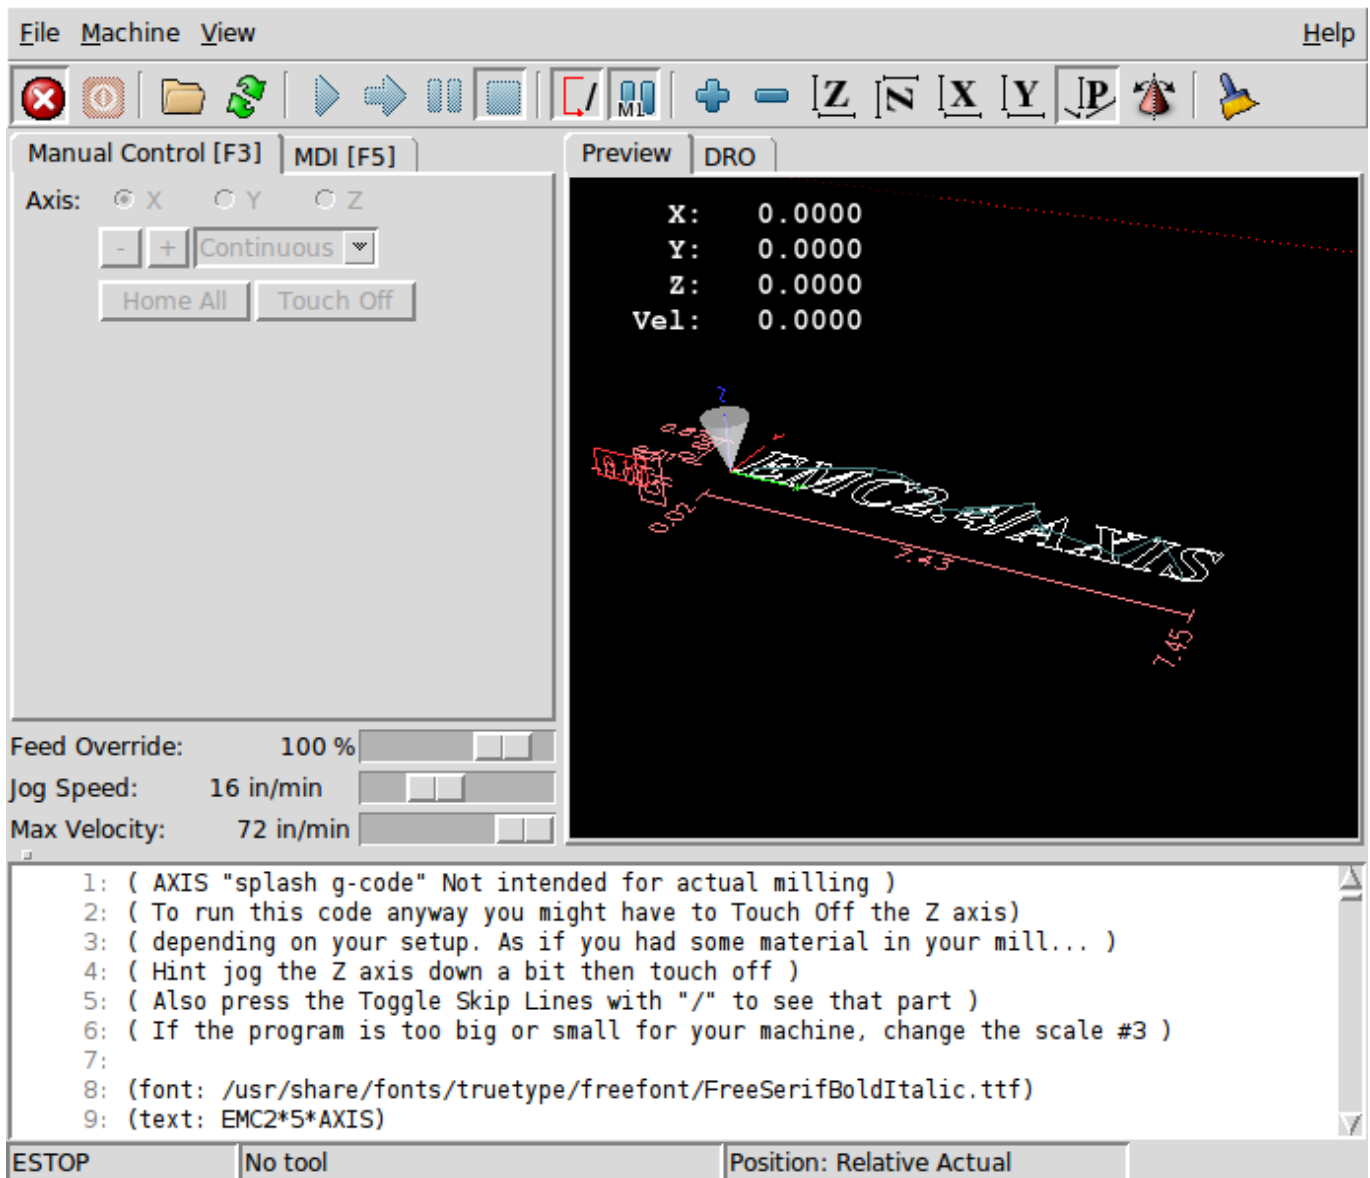 File Machine View Help
M1 Z N X Y P
Manual Control [F3] MDI [F5] Preview DRO
Axis: X Y Z
- + Continuous
Home All Touch Off
X: 0.0000
Y: 0.0000
Z: 0.0000
Vel: 0.0000
Z
EMC2.4/AXIS
0.02
7.43
7.45
Feed Override: 100 %
Jog Speed: 16 in/min
Max Velocity: 72 in/min
1: ( AXIS "splash g-code" Not intended for actual milling )
2: ( To run this code anyway you might have to Touch Off the Z axis)
3: ( depending on your setup. As if you had some material in your mill... )
4: ( Hint jog the Z axis down a bit then touch off )
5: ( Also press the Toggle Skip Lines with "/" to see that part )
6: ( If the program is too big or small for your machine, change the scale #3 )
7:
8: (font: /usr/share/fonts/truetype/freefont/FreeSerifBoldItalic.ttf)
9: (text: EMC2*5*AXIS)
ESTOP No tool Position: Relative Actual